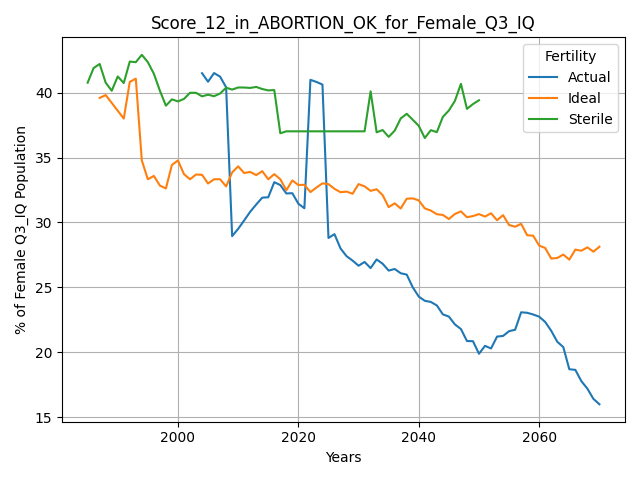 Score_12_in_ABORTION_OK_for_Female_Q3_IQ
Fertility
Actual
Ideal
Sterile
% of Female Q3_IQ Population
40
35
30
25
20
15
2000
2020
2040
2060
Years